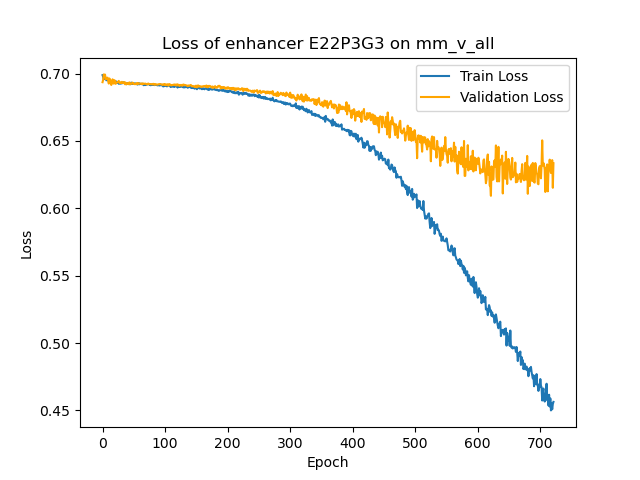 Loss of enhancer E22P3G3 on mm_v_all
Train Loss
Validation Loss
0.70
0.65
0.60
0.55
0.50
0.45
Loss
0 100 200 300 400 500 600 700
Epoch